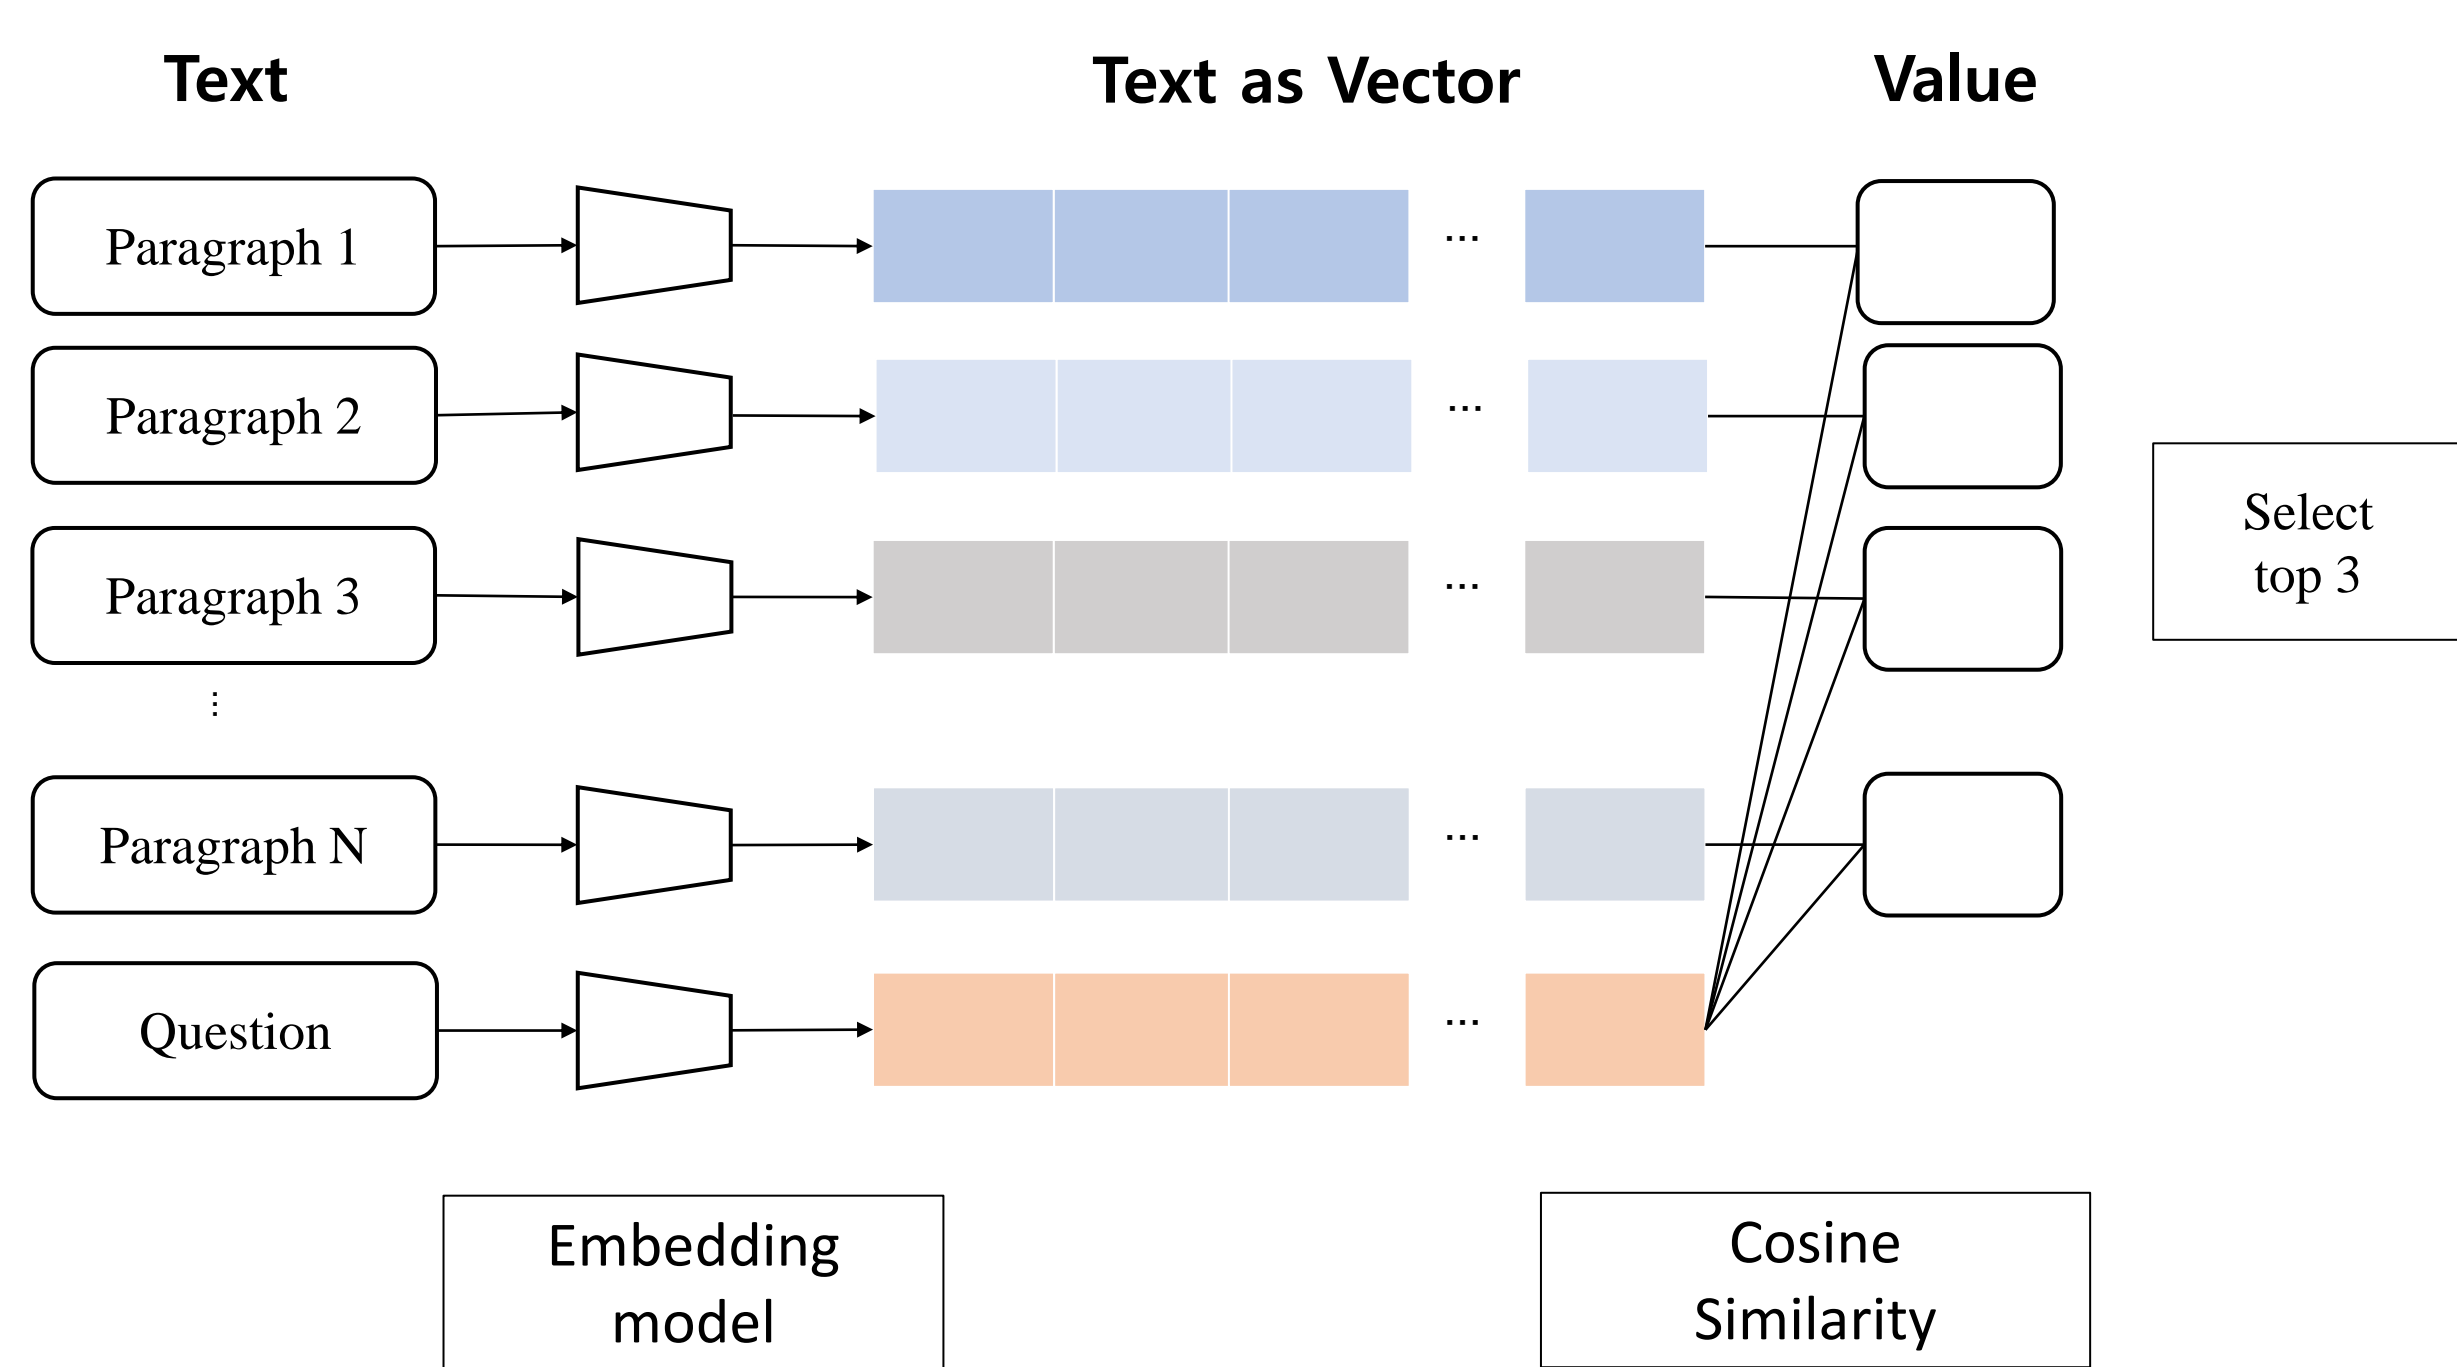 Text
Text as Vector
Value
Paragraph 1
...
Paragraph 2
...
Select
top 3
Paragraph 3
...
...
Paragraph N
...
Question
...
Embedding
model
Cosine
Similarity